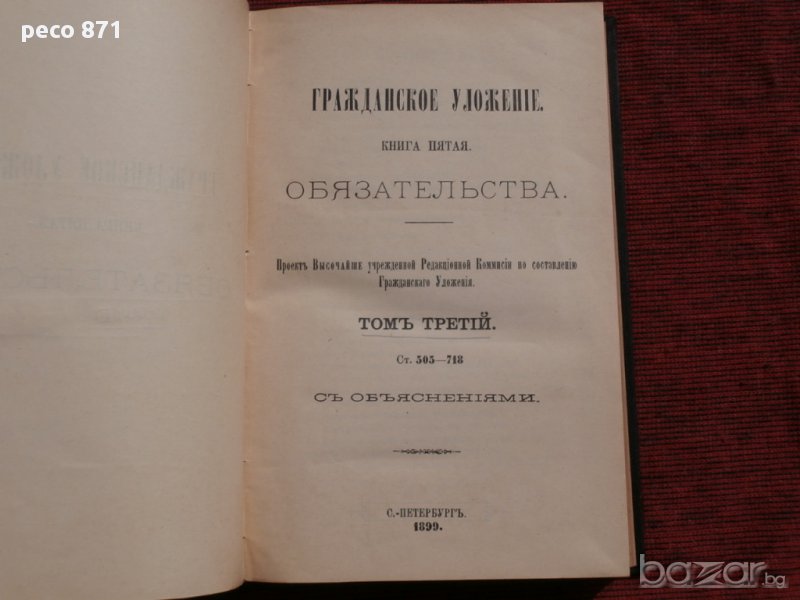 peco 871
ГРАЖДАНСКОЕ УЛОЖЕНІЕ.
КНИГА ПЯТАЯ.
ОБЯЗАТЕЛЬСТВА.
Проектъ Высочайше учрежденной Редакціонной Коммисіи по составленію
Гражданскаго Уложенія.
ТОМЪ ТРЕТІЙ.
Ст. 505—718
СЪ ОБЪЯСНЕНІЯМИ.
С.-ПЕТЕРБУРГЪ.
1899.
bazar.bg